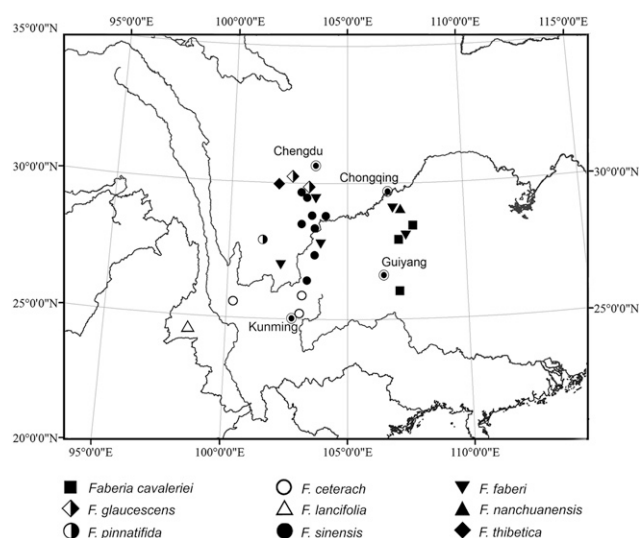 95°0'0"E 100°0'0"E 105°0'0"E 110°0'0"E 115°0'0"E
35°0'0"N
Chengdu
30°0'0"N 30°0'0"N
Chongqing
Guiyang
25°0'0"N 25°0'0"N
Kunming
20°0'0"N
95°0'0"E 100°0'0"E 105°0'0"E 110°0'0"E
Faberia cavaleriei F. ceterach F. faberi
F. glaucescens F. lancifolia F. nanchuanensis
F. pinnatifida F. sinensis F. thibetica